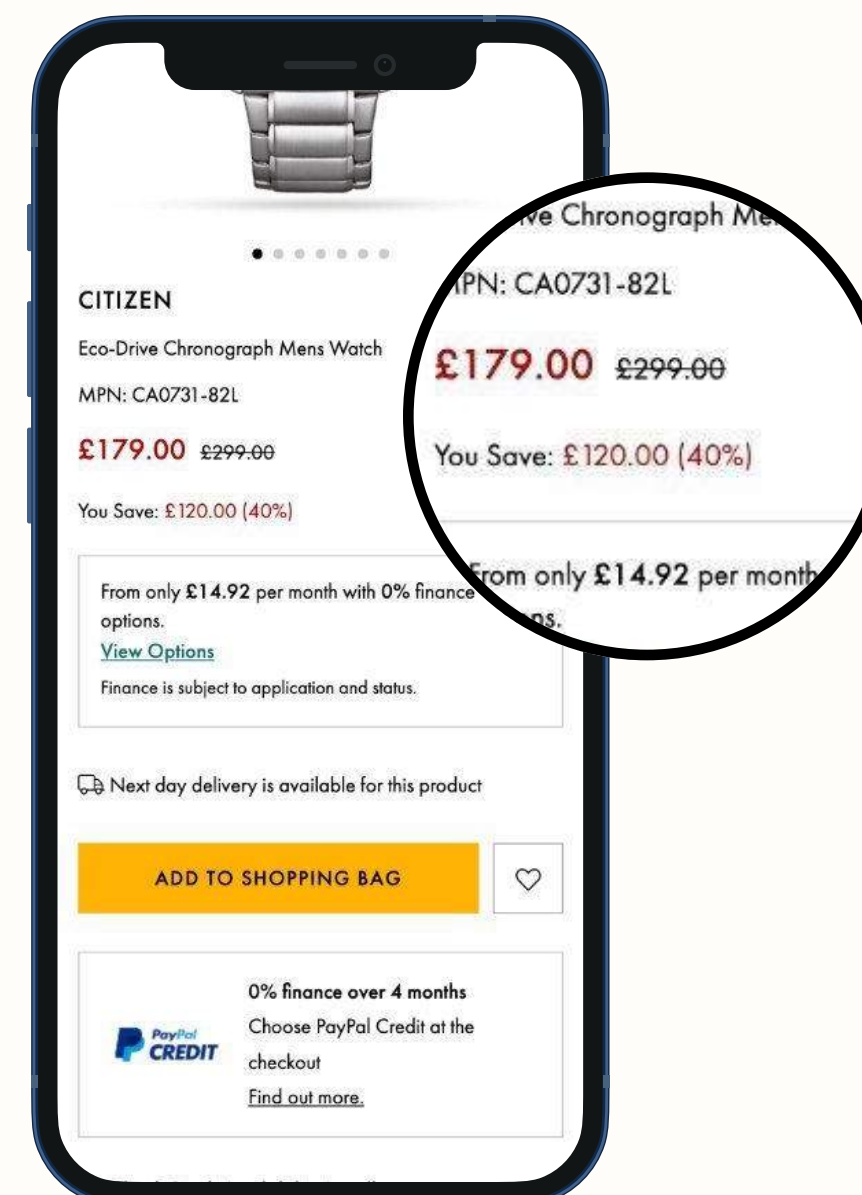 CITIZEN
Eco-Drive Chronograph Mens Watch
MPN: CA0731-82L
£179.00 £299.00
You Save: £120.00 (40%)
From only £14.92 per month with 0% finance
options.
View Options
Finance is subject to application and status.
Next day delivery is available for this product
ADD TO SHOPPING BAG
0% finance over 4 months
PayPal
CREDIT
Choose PayPal Credit at the
checkout
Find out more.
Chronograph
MPN: CA0731-82L
£179.00 £299.00
You Save: £120.00 (40%)
From only £14.92 per month